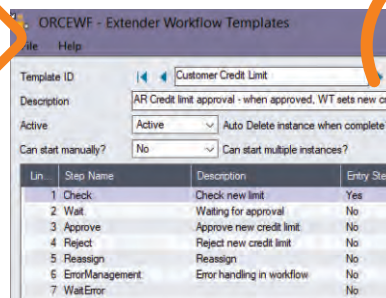 ORCEWF - Extender Workflow Templates
File Help
Template ID Customer Credit Limit
Description AR Credit limit approval - when approved, WT sets new
Active Active Auto Delete instance when complete
Can start manually? No Can start multiple instances?
Lin... Step Name Description Entry Ste
1 Check Check new limit Yes
2 Wait Waiting for approval No
3 Approve Approve new credit limit No
4 Reject Reject new credit limit No
5 Reassign Reassign No
6 ErrorManagement Error handling in workflow No
7 WaitError No